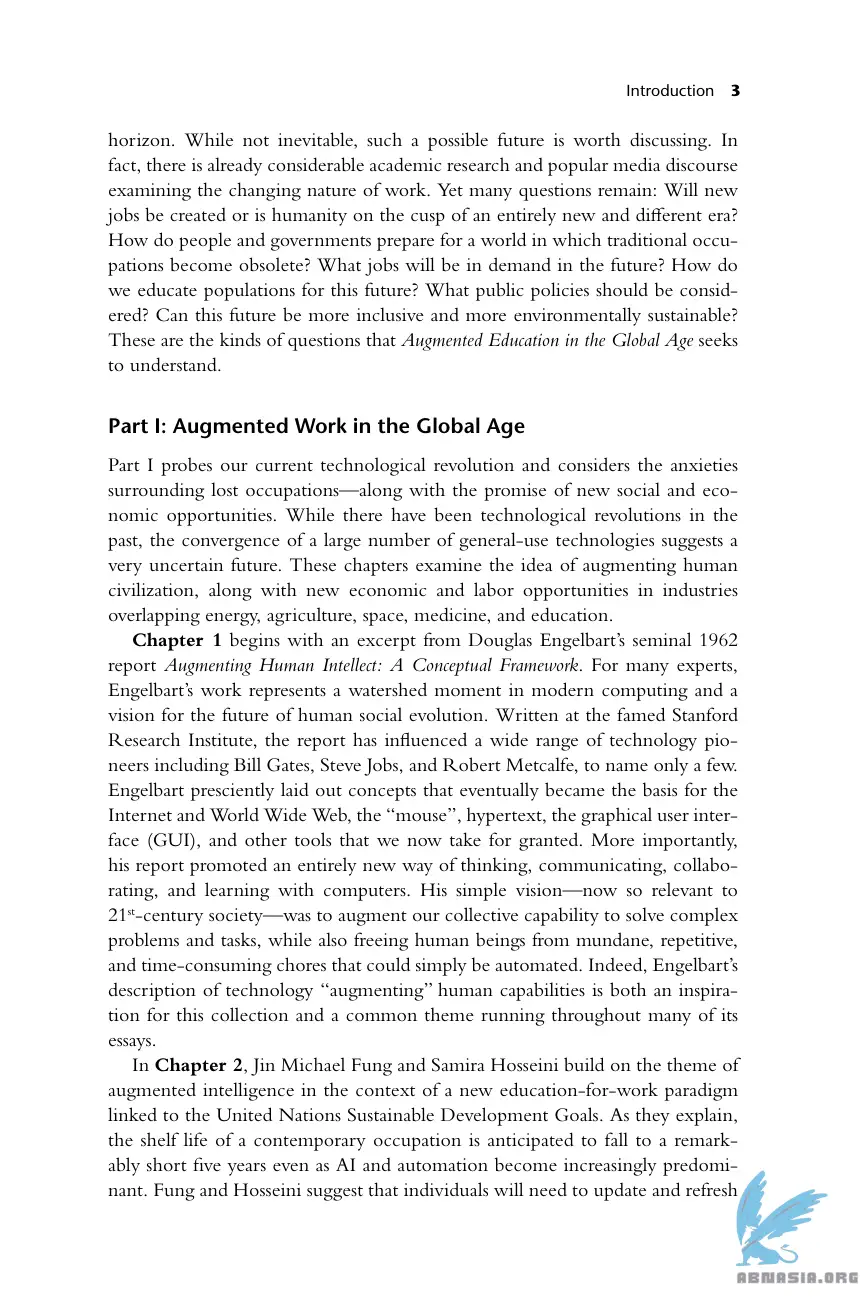 Introduction 3
horizon. While not inevitable, such a possible future is worth discussing. In
fact, there is already considerable academic research and popular media discourse
examining the changing nature of work. Yet many questions remain: Will new
jobs be created or is humanity on the cusp of an entirely new and different era?
How do people and governments prepare for a world in which traditional occu-
pations become obsolete? What jobs will be in demand in the future? How do
we educate populations for this future? What public policies should be consid-
ered? Can this future be more inclusive and more environmentally sustainable?
These are the kinds of questions that Augmented Education in the Global Age seeks
to understand.
Part I: Augmented Work in the Global Age
Part I probes our current technological revolution and considers the anxieties
surrounding lost occupations—along with the promise of new social and eco-
nomic opportunities. While there have been technological revolutions in the
past, the convergence of a large number of general-use technologies suggests a
very uncertain future. These chapters examine the idea of augmenting human
civilization, along with new economic and labor opportunities in industries
overlapping energy, agriculture, space, medicine, and education.
Chapter 1 begins with an excerpt from Douglas Engelbart’s seminal 1962
report Augmenting Human Intellect: A Conceptual Framework. For many experts,
Engelbart’s work represents a watershed moment in modern computing and a
vision for the future of human social evolution. Written at the famed Stanford
Research Institute, the report has influenced a wide range of technology pio-
neers including Bill Gates, Steve Jobs, and Robert Metcalfe, to name only a few.
Engelbart presciently laid out concepts that eventually became the basis for the
Internet and World Wide Web, the “mouse”, hypertext, the graphical user inter-
face (GUI), and other tools that we now take for granted. More importantly,
his report promoted an entirely new way of thinking, communicating, collabo-
rating, and learning with computers. His simple vision—now so relevant to
21st-century society—was to augment our collective capability to solve complex
problems and tasks, while also freeing human beings from mundane, repetitive,
and time-consuming chores that could simply be automated. Indeed, Engelbart’s
description of technology “augmenting” human capabilities is both an inspira-
tion for this collection and a common theme running throughout many of its
essays.
In Chapter 2, Jin Michael Fung and Samira Hosseini build on the theme of
augmented intelligence in the context of a new education-for-work paradigm
linked to the United Nations Sustainable Development Goals. As they explain,
the shelf life of a contemporary occupation is anticipated to fall to a remark-
ably short five years even as AI and automation become increasingly predomi-
nant. Fung and Hosseini suggest that individuals will need to update and refresh
ABNASIA.ORG